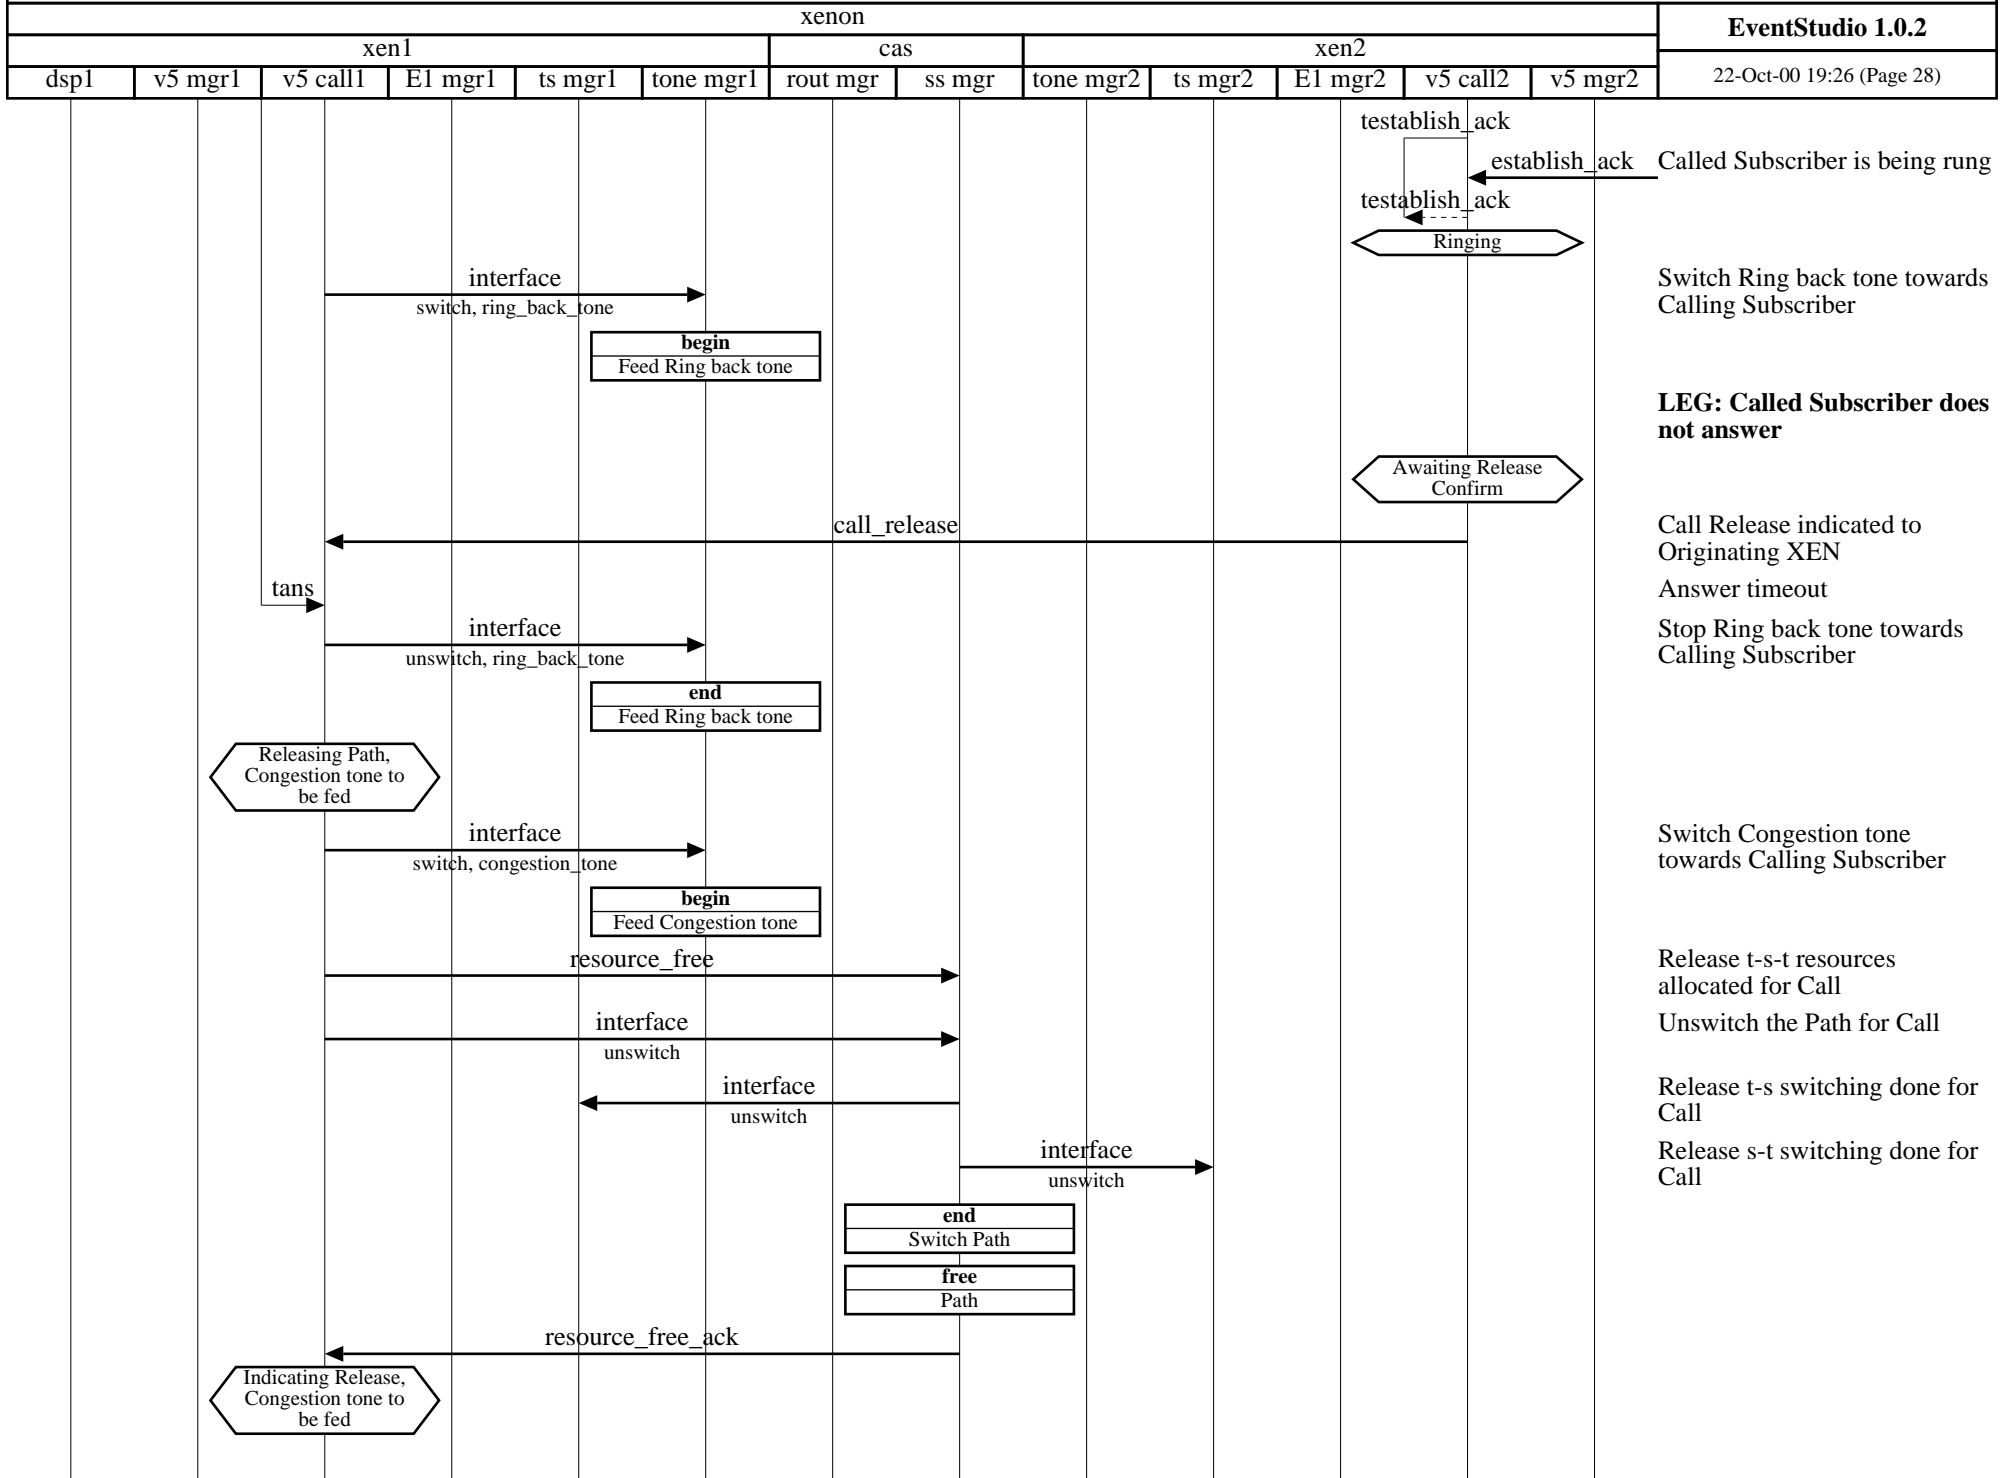 xenon
EventStudio 1.0.2
xen1
cas
xen2
22-Oct-00 19:26 (Page 28)
dsp1
v5 mgr1
v5 call1
E1 mgr1
ts mgr1
tone mgr1
rout mgr
ss mgr
tone mgr2
ts mgr2
E1 mgr2
v5 call2
v5 mgr2
testablish_ack
establish_ack
Called Subscriber is being rung
testablish_ack
Ringing
interface
switch, ring_back_tone
Switch Ring back tone towards
Calling Subscriber
begin
Feed Ring back tone
LEG: Called Subscriber does
not answer
Awaiting Release
Confirm
call_release
Call Release indicated to
Originating XEN
tans
Answer timeout
interface
unswitch, ring_back_tone
Stop Ring back tone towards
Calling Subscriber
end
Feed Ring back tone
Releasing Path,
Congestion tone to
be fed
interface
switch, congestion_tone
Switch Congestion tone
towards Calling Subscriber
begin
Feed Congestion tone
resource_free
Release t-s-t resources
allocated for Call
interface
unswitch
Unswitch the Path for Call
interface
unswitch
Release t-s switching done for
Call
interface
unswitch
Release s-t switching done for
Call
end
Switch Path
free
Path
resource_free_ack
Indicating Release,
Congestion tone to
be fed